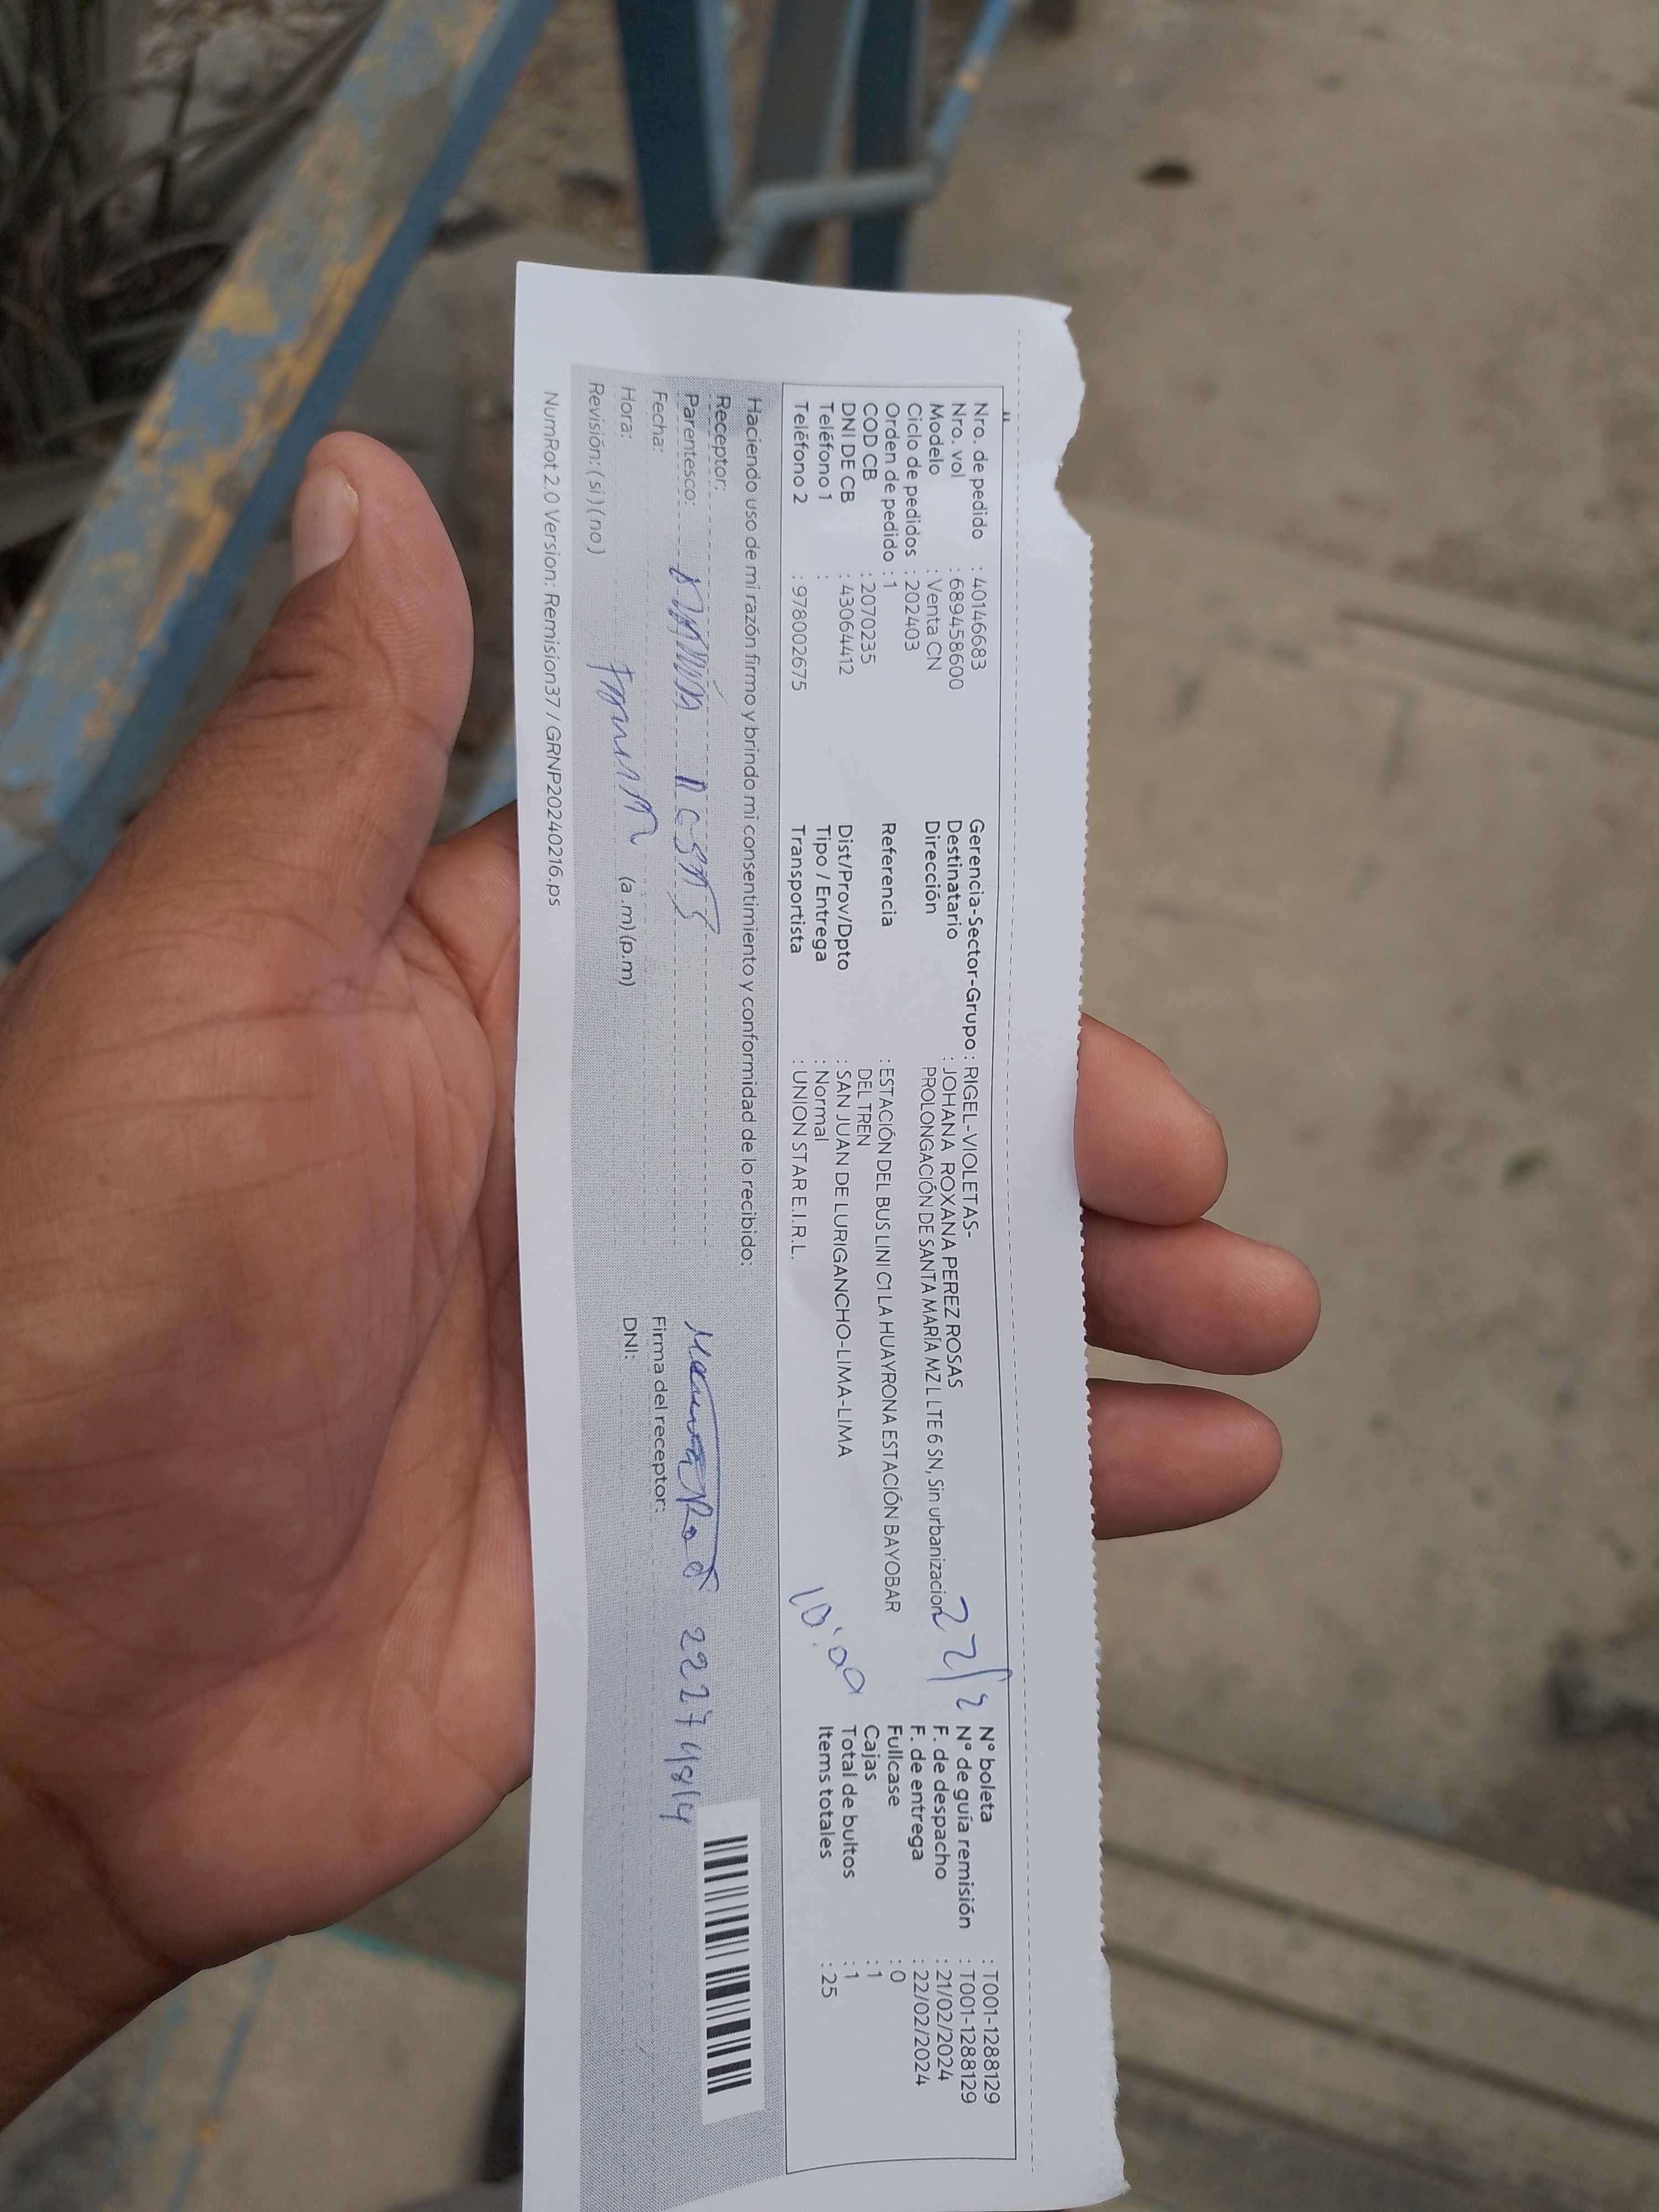 Nro. de pedido : 40146683
Nro. vol : 689458600
Modelo : Venta CN
Ciclo de pedidos : 202403
Orden de pedido : 1
COD CB : 2070235
DNI DE CB : 43064412
Teléfono 1 :
Teléfono 2 : 978002675
Gerencia-Sector-Grupo : RIGEL-VIOLETAS-
Destinatario : JOHANA ROXANA PEREZ ROSAS
Dirección PROLONGACIÓN DE SANTA MARÍA MZ L LTE 6 SN, Sin urbanizacion
Referencia : ESTACIÓN DEL BUS LINI C1 LA HUAYRONA ESTACIÓN BAYOBAR
DEL TREN
Dist/Prov/Dpto : SAN JUAN DE LURIGANCHO-LIMA-LIMA
Tipo / Entrega : Normal
Transportista : UNION STAR E.I.R.L.
22/2
10:00
N° boleta : T001-1288129
N° de guía remisión : T001-1288129
F. de despacho : 21/02/2024
F. de entrega : 22/02/2024
Fullcase : 0
Cajas : 1
Total de bultos : 1
Items totales : 25
Haciendo uso de mi razón firmo y brindo mi consentimiento y conformidad de lo recibido:
Receptor:
Parentesco:
Fecha:
Hora: (a.m)(p.m)
Revisión: (si)(no)
Firma del receptor:
DNI:
NumRot 2.0 Version: Remision37 / GRNP20240216.ps